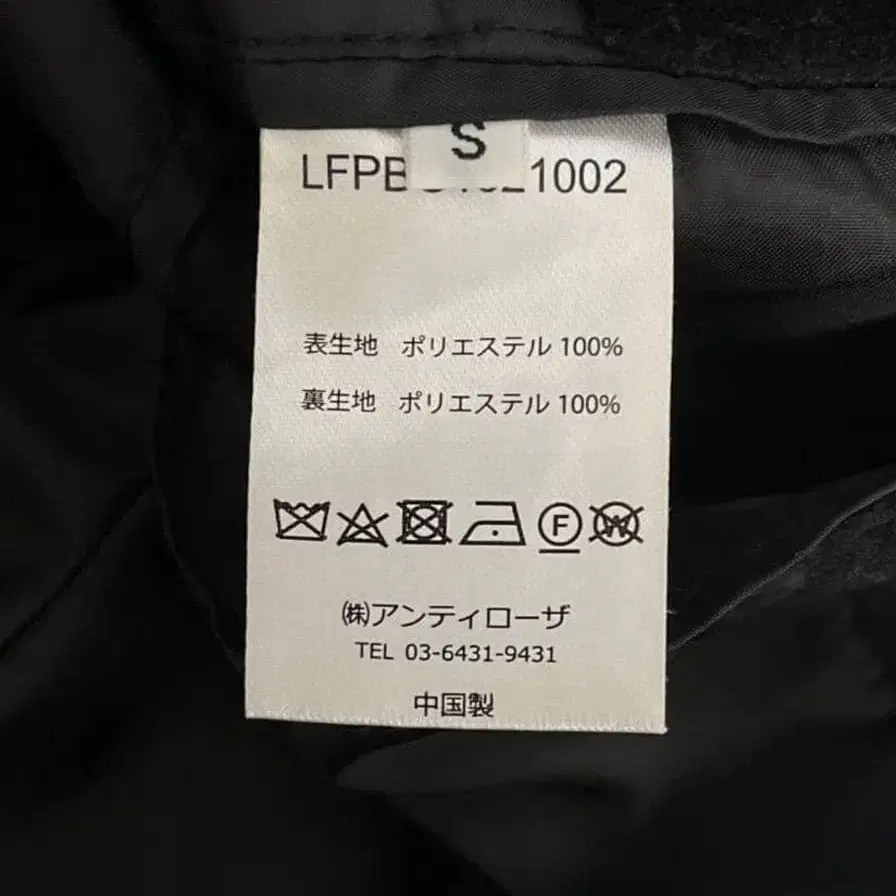 S
1002
表生地 ポリエステル 100%
裏生地 ポリエステル 100%
F
W
㈱アンティローザ
TEL 03-6431-9431
中国製